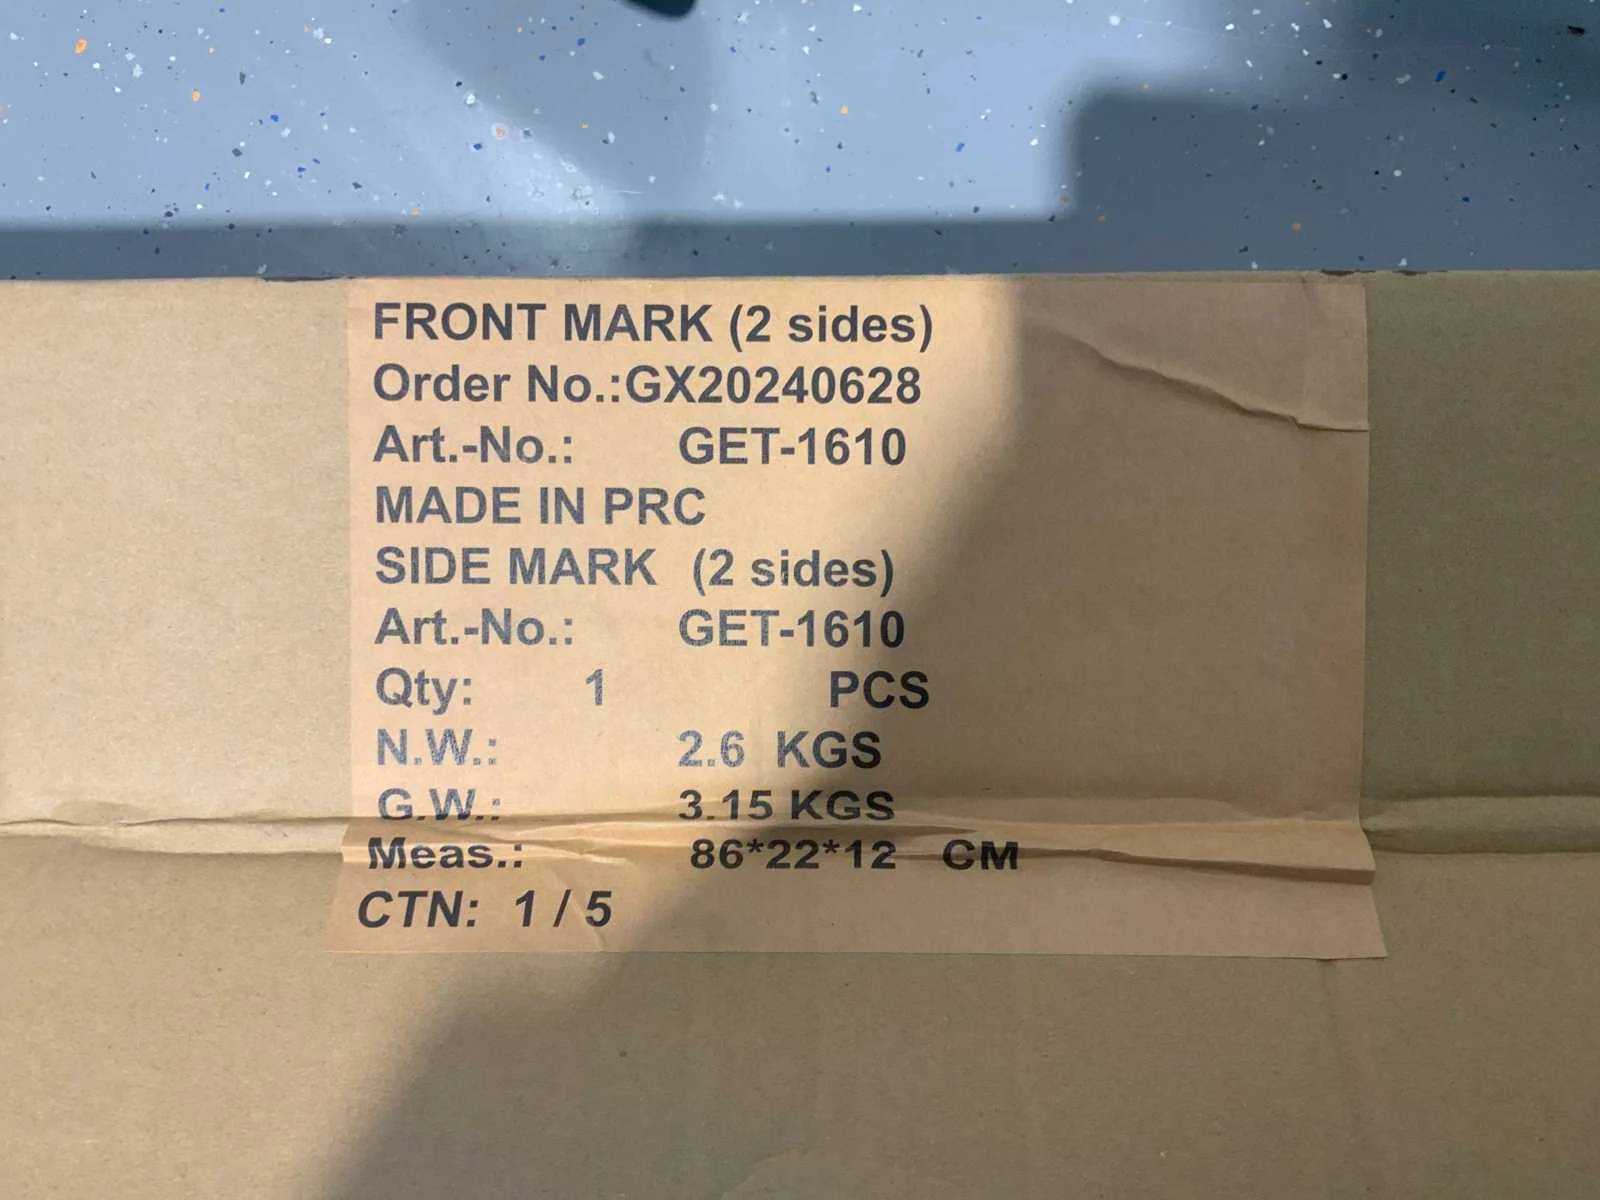 FRONT MARK (2 sides)
Order No.:GX20240628
Art.-No.: GET-1610
MADE IN PRC
SIDE MARK (2 sides)
Art.-No.: GET-1610
Qty: 1 PCS
N.W.: 2.6 KGS
G.W.: 3.15 KGS
Meas.: 86*22*12 CM
CTN: 1 / 5